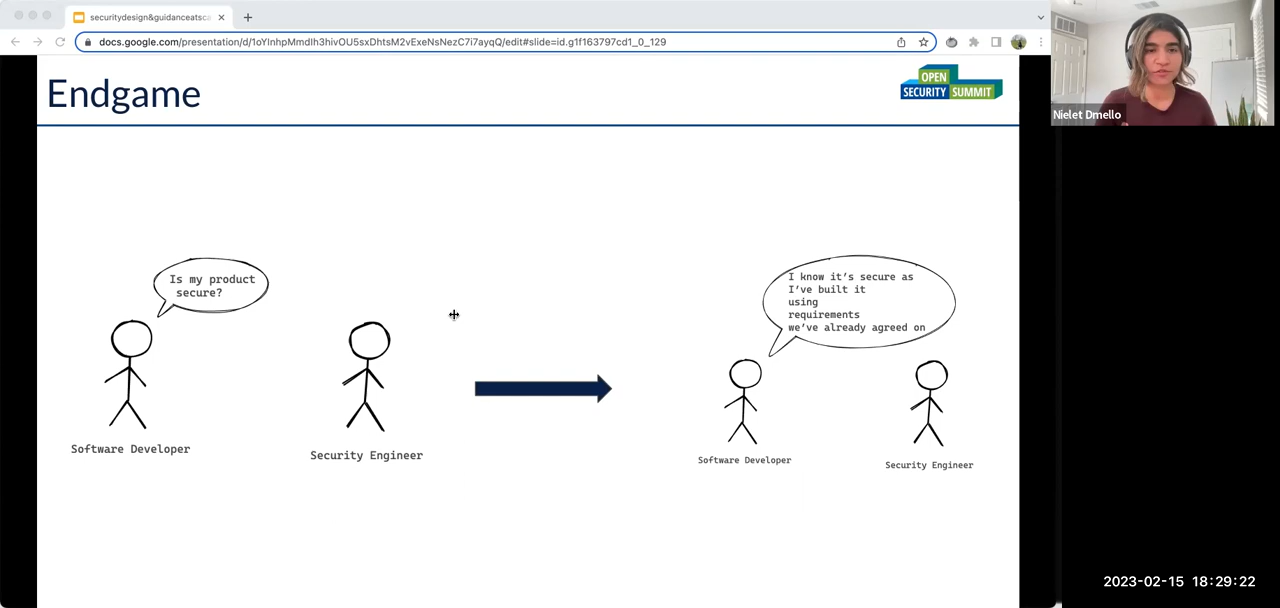 securitydesign&guidanceatsca
docs.google.com/presentation/d/1oYlnhpMmdlh3hivOU5sxDhtsM2vExeNsNezC7i7ayqQ/edit#slide=id.g1f163797cd1_0_129
Endgame
OPEN
SECURITY SUMMIT
Nielet Dmello
Is my product
secure?
Software Developer
Security Engineer
I know it's secure as
I've built it
using
requirements
we've already agreed on
Software Developer
Security Engineer
2023-02-15 18:29:22